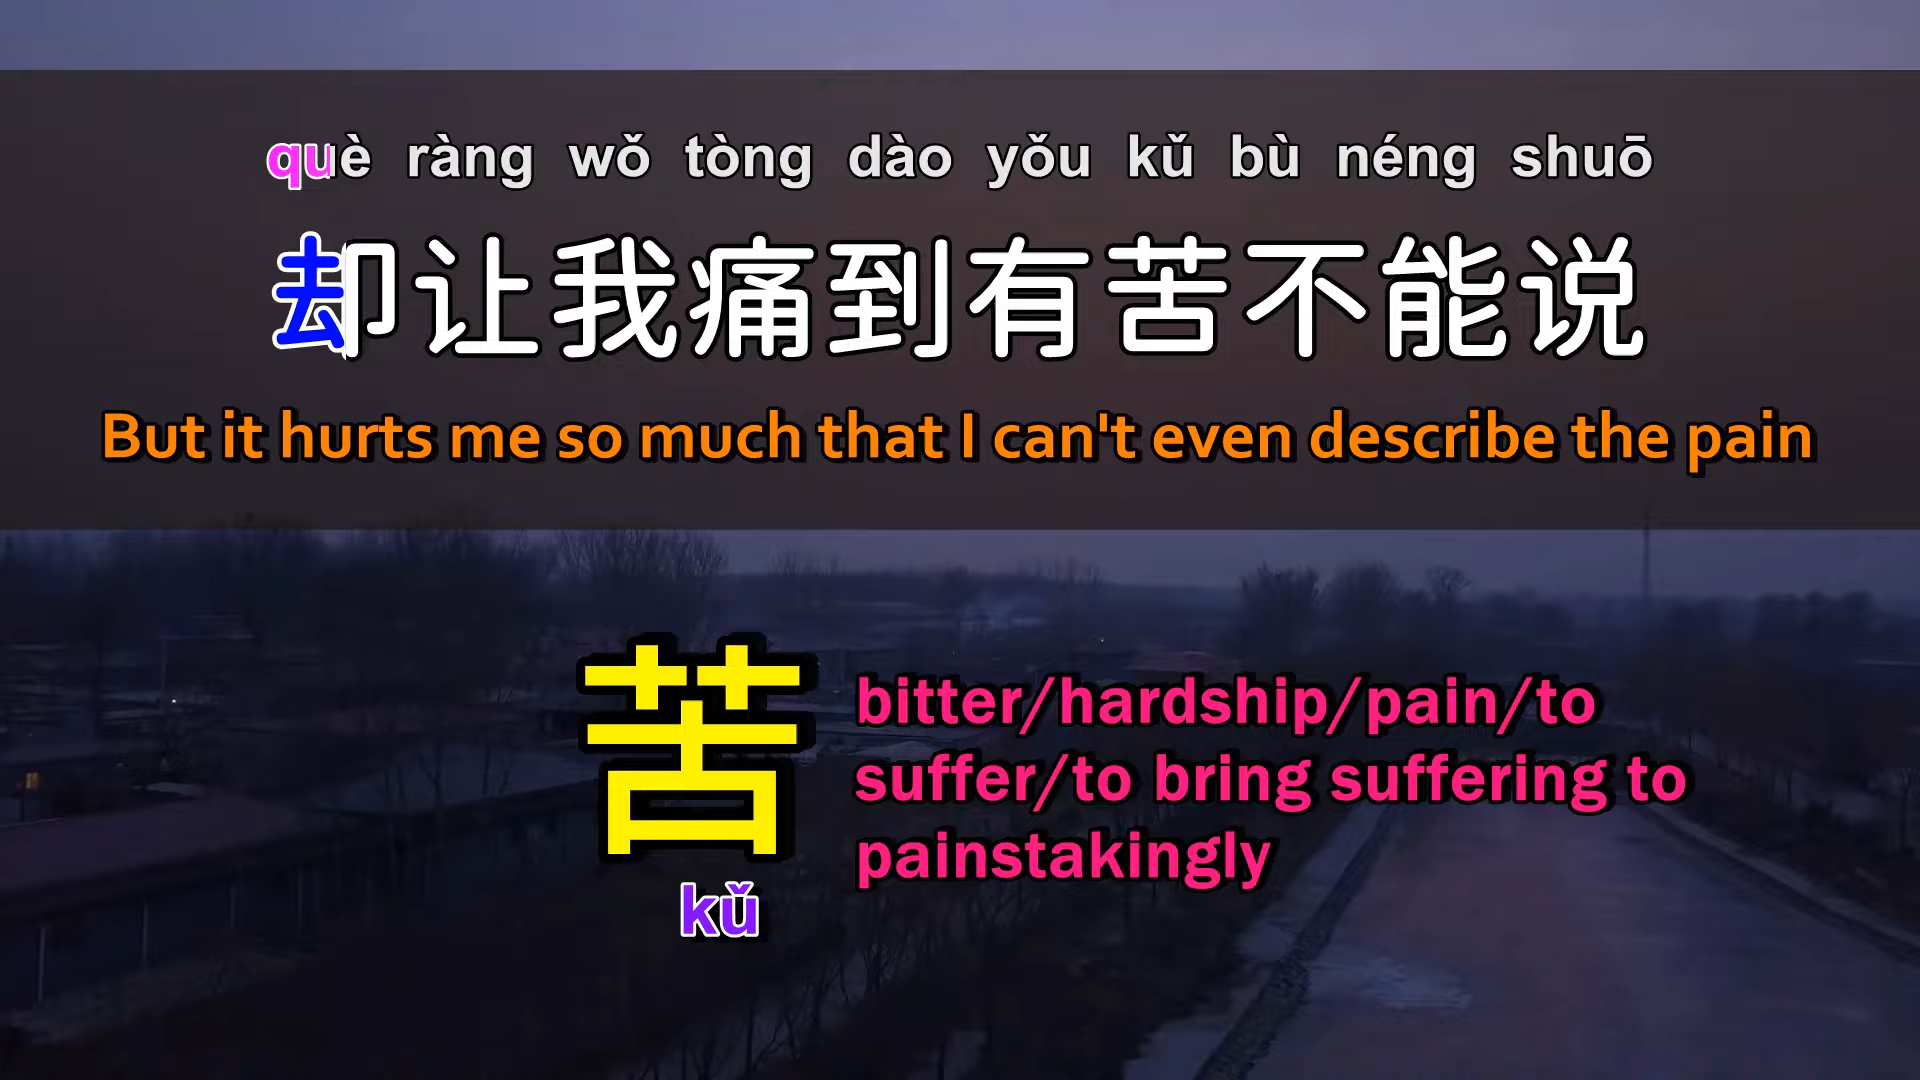 què ràng wǒ tòng dào yǒu kǔ bù néng shuō
却让我痛到有苦不能说
But it hurts me so much that I can't even describe the pain
苦
kǔ
bitter/hardship/pain/to
suffer/to bring suffering to
painstakingly